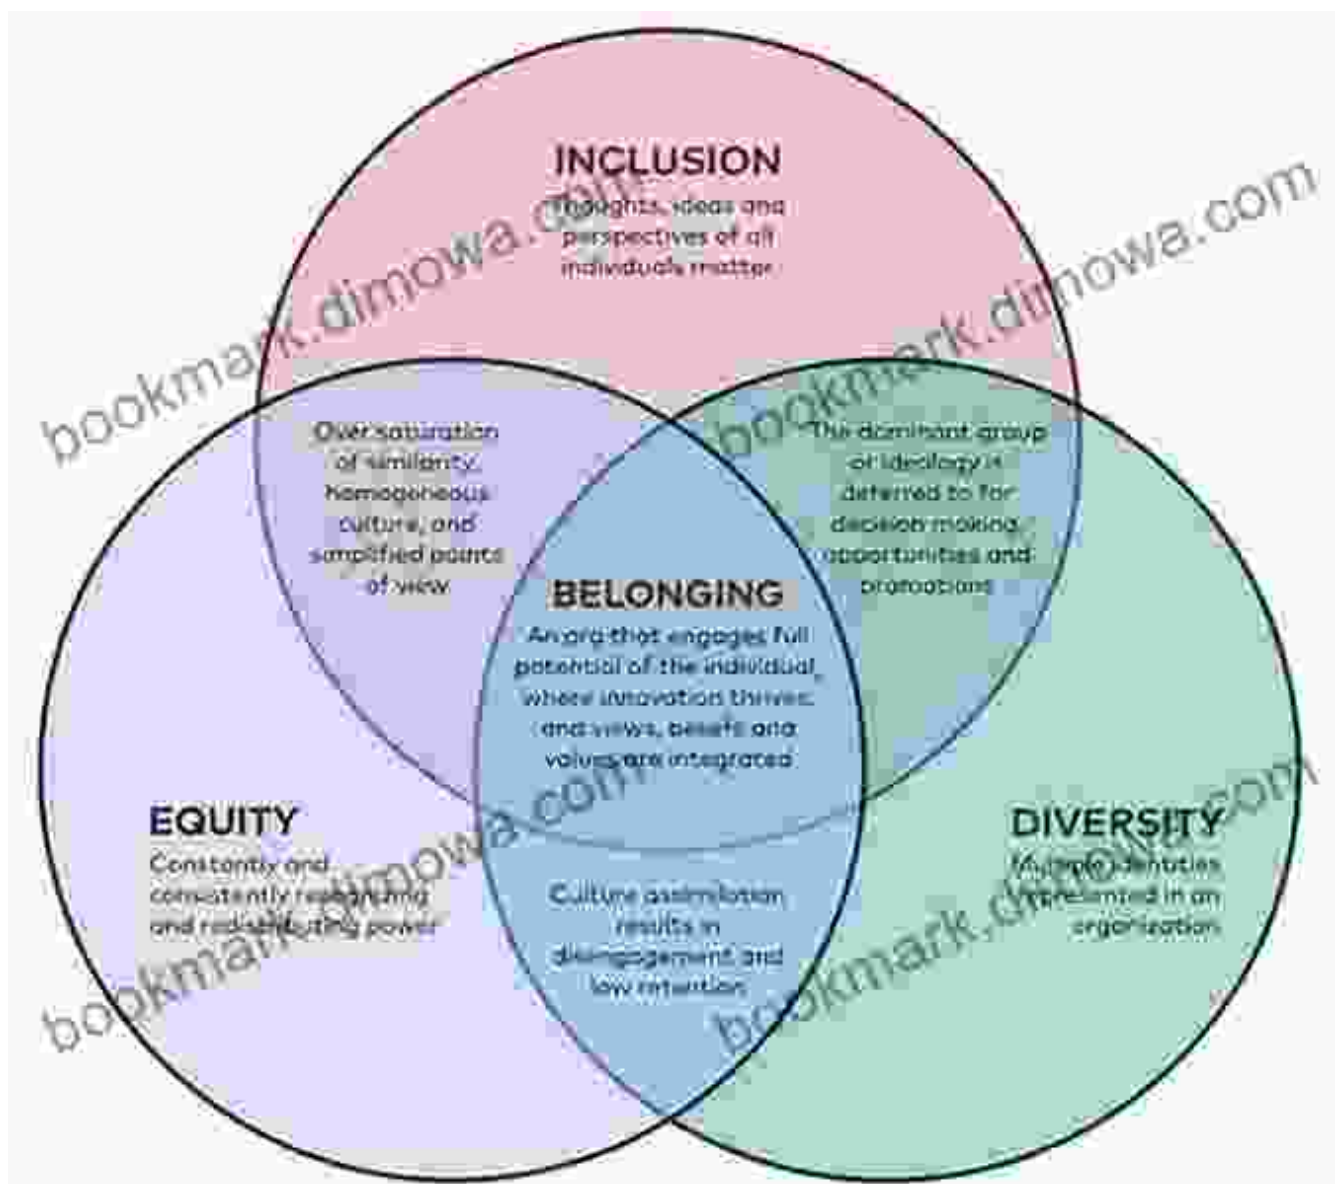 INCLUSION
Thoughts, ideas and
perspectives of all
individuals matter
bookmark.dimowa.com
bookmark.dimowa.com
Over saturation
of similarity,
homogeneous
culture, and
simplified points
of view
The dominant group
or ideology is
deferred to for
decision making,
opportunities and
promotions
BELONGING
An org that engages full
potential of the individual,
where innovation thrives,
and views, beliefs and
values are integrated
EQUITY
Constantly and
consistently recognizing
and redistributing power
DIVERSITY
Multiple identities
represented in an
organization
Culture assimilation
results in
disengagement and
low retention
bookmark.dimowa.com
bookmark.dimowa.com